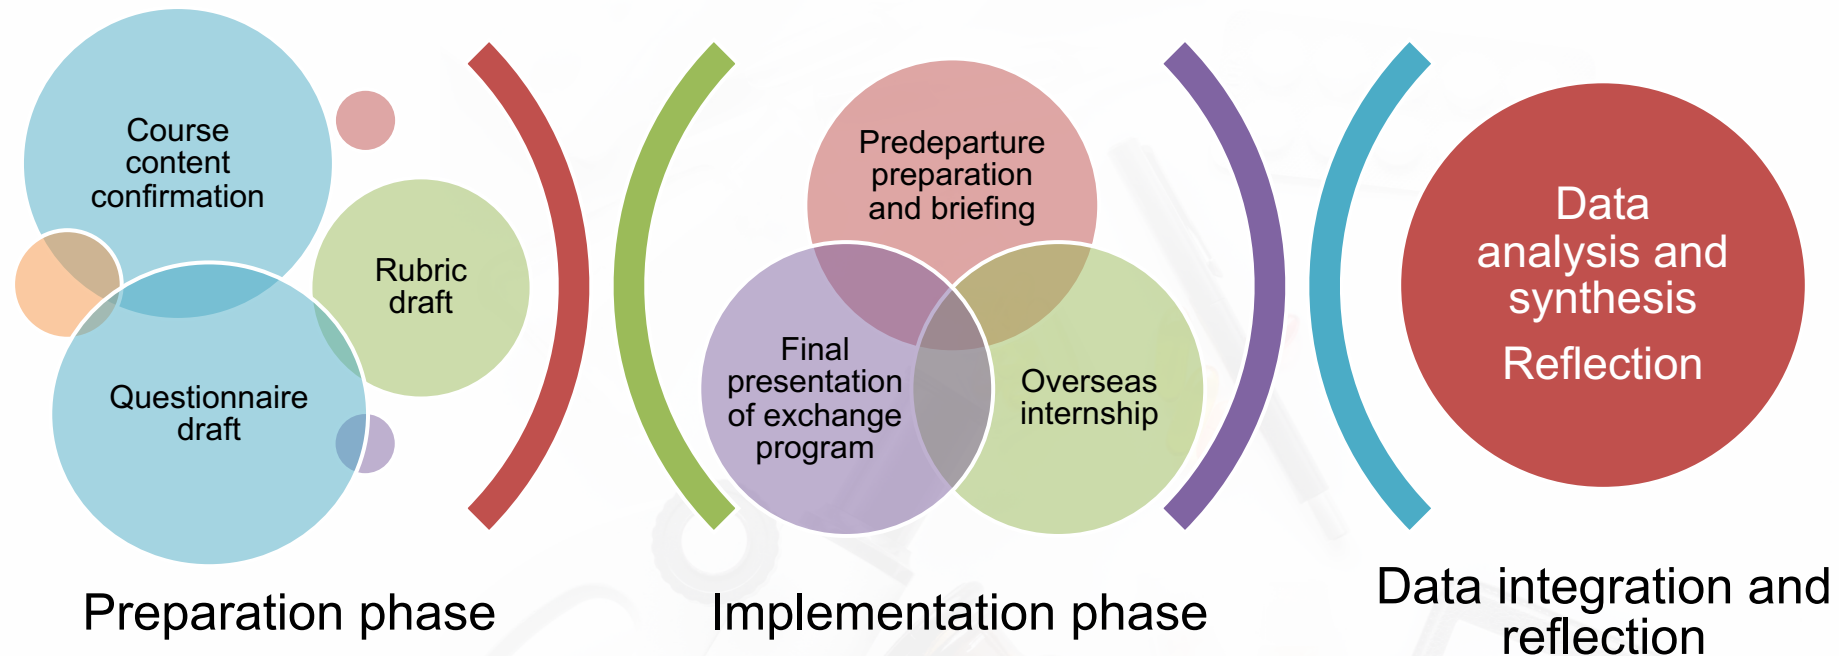 Course
content
confirmation
Rubric
draft
Questionnaire
draft
Preparation phase
Predeparture
preparation
and briefing
Final
presentation
of exchange
program
Overseas
internship
Implementation phase
Data
analysis and
synthesis
Reflection
Data integration and
reflection